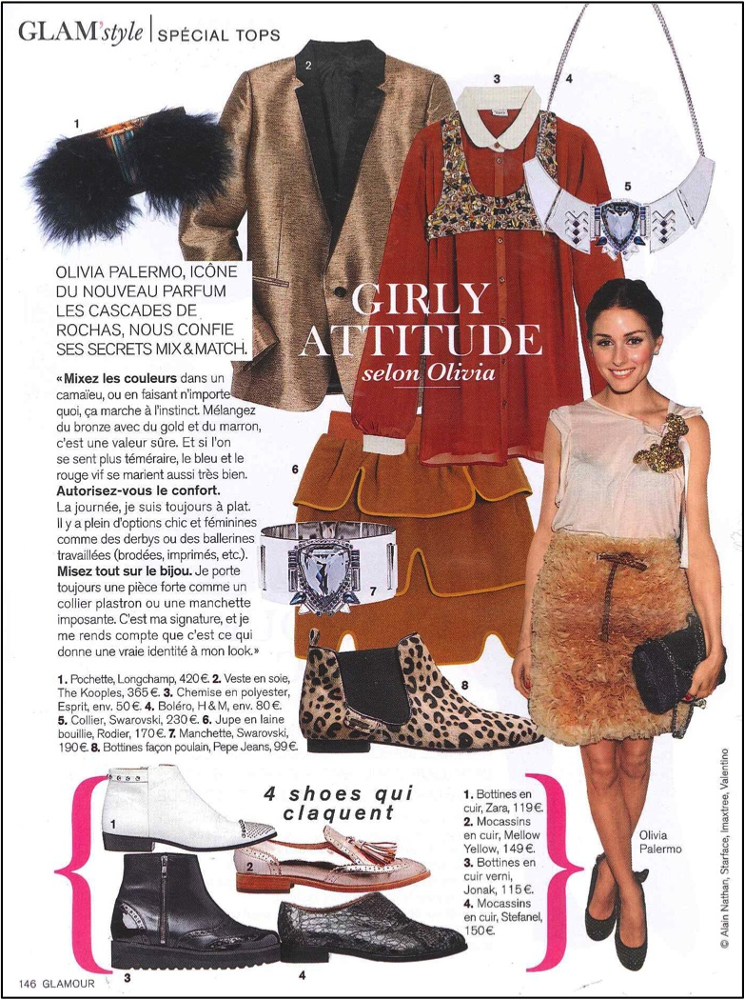 GLAM'style | SPÉCIAL TOPS
1
2
3
4
5
OLIVIA PALERMO, ICÔNE
DU NOUVEAU PARFUM
LES CASCADES DE
ROCHAS, NOUS CONFIE
SES SECRETS MIX & MATCH.
GIRLY
ATTITUDE
selon Olivia
« Mixez les couleurs dans un
camaïeu, ou en faisant n'importe
quoi, ça marche à l'instinct. Mélangez
du bronze avec du gold et du marron,
c'est une valeur sûre. Et si l'on
se sent plus téméraire, le bleu et le
rouge vif se marient aussi très bien.
Autorisez-vous le confort.
La journée, je suis toujours à plat.
Il y a plein d'options chic et féminines
comme des derbys ou des ballerines
travaillées (brodées, imprimés, etc.).
Misez tout sur le bijou. Je porte
toujours une pièce forte comme un
collier plastron ou une manchette
imposante. C'est ma signature, et je
me rends compte que c'est ce qui
donne une vraie identité à mon look.»
6
7
8
1. Pochette, Longchamp, 420 €. 2. Veste en soie,
The Kooples, 365 €. 3. Chemise en polyester,
Esprit, env. 50 €. 4. Boléro, H & M, env. 80 €.
5. Collier, Swarovski, 230 €. 6. Jupe en laine
bouillie, Rodier, 170 €. 7. Manchette, Swarovski,
190 €. 8. Bottines façon poulain, Pepe Jeans, 99 €.
4 shoes qui
claquent
1
2
3
4
1. Bottines en
cuir, Zara, 119 €.
2. Mocassins
en cuir, Mellow
Yellow, 149 €.
3. Bottines en
cuir verni,
Jonak, 115 €.
4. Mocassins
en cuir, Stefanel,
150 €.
Olivia
Palermo
© Alain Nathan, Starface, Imaxtree, Valentino
146 GLAMOUR